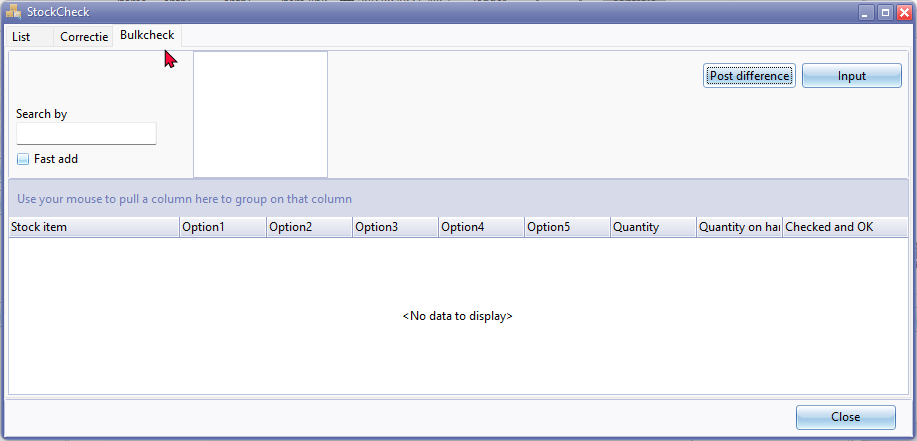 StockCheck
List Correctie Bulkcheck
Post difference Input
Search by
Fast add
Use your mouse to pull a column here to group on that column
Stock item Option1 Option2 Option3 Option4 Option5 Quantity Quantity on har Checked and OK
<No data to display>
Close